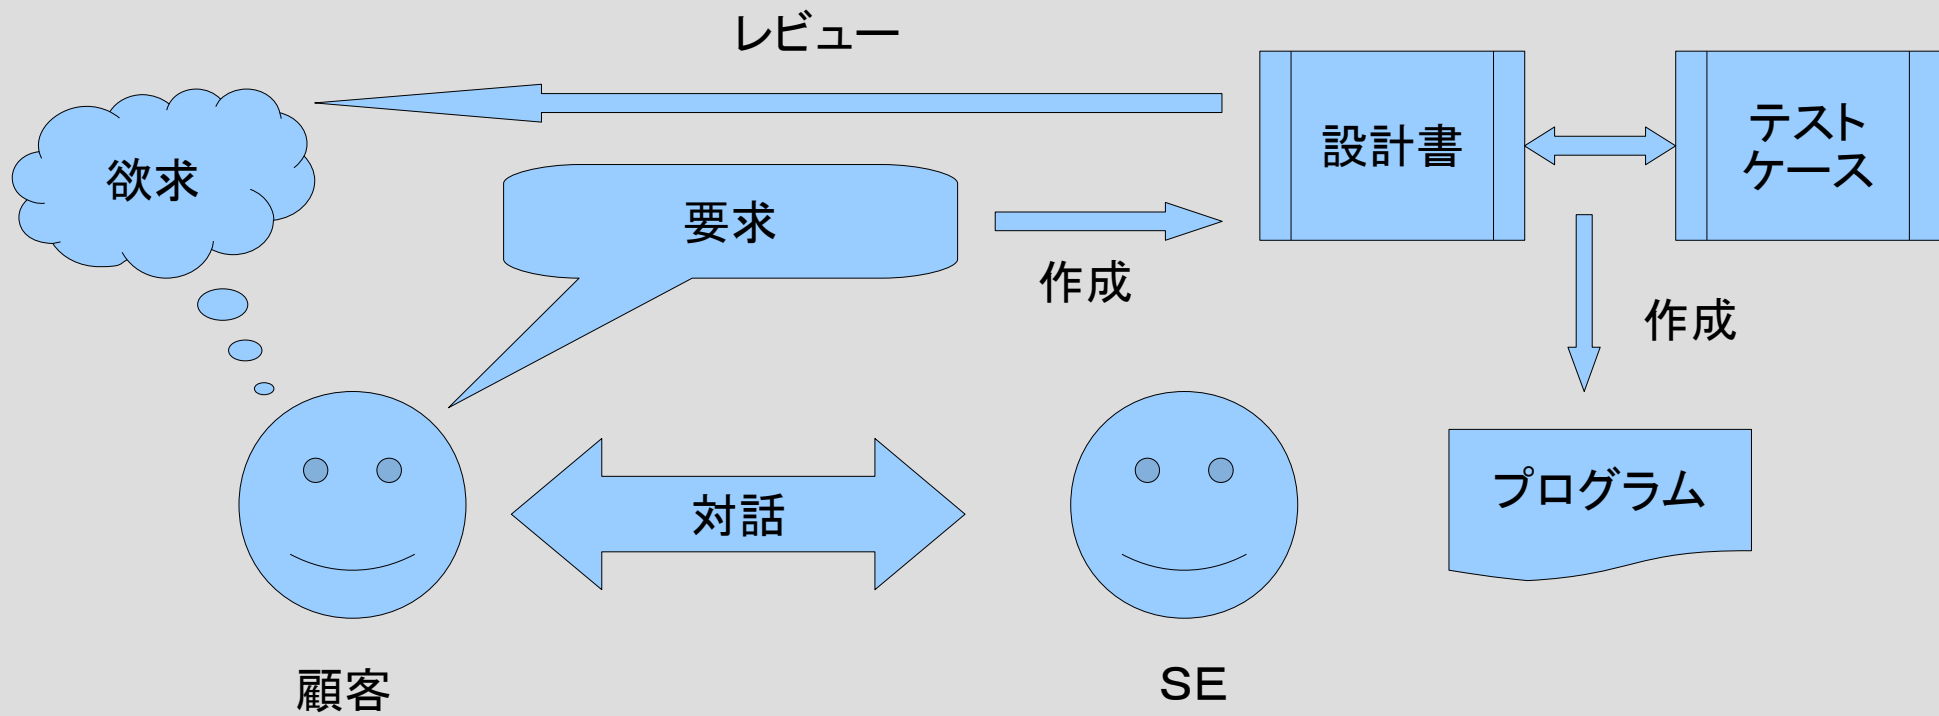 レビュー
欲求
要求
作成
設計書
テスト
ケース
作成
対話
プログラム
顧客
SE